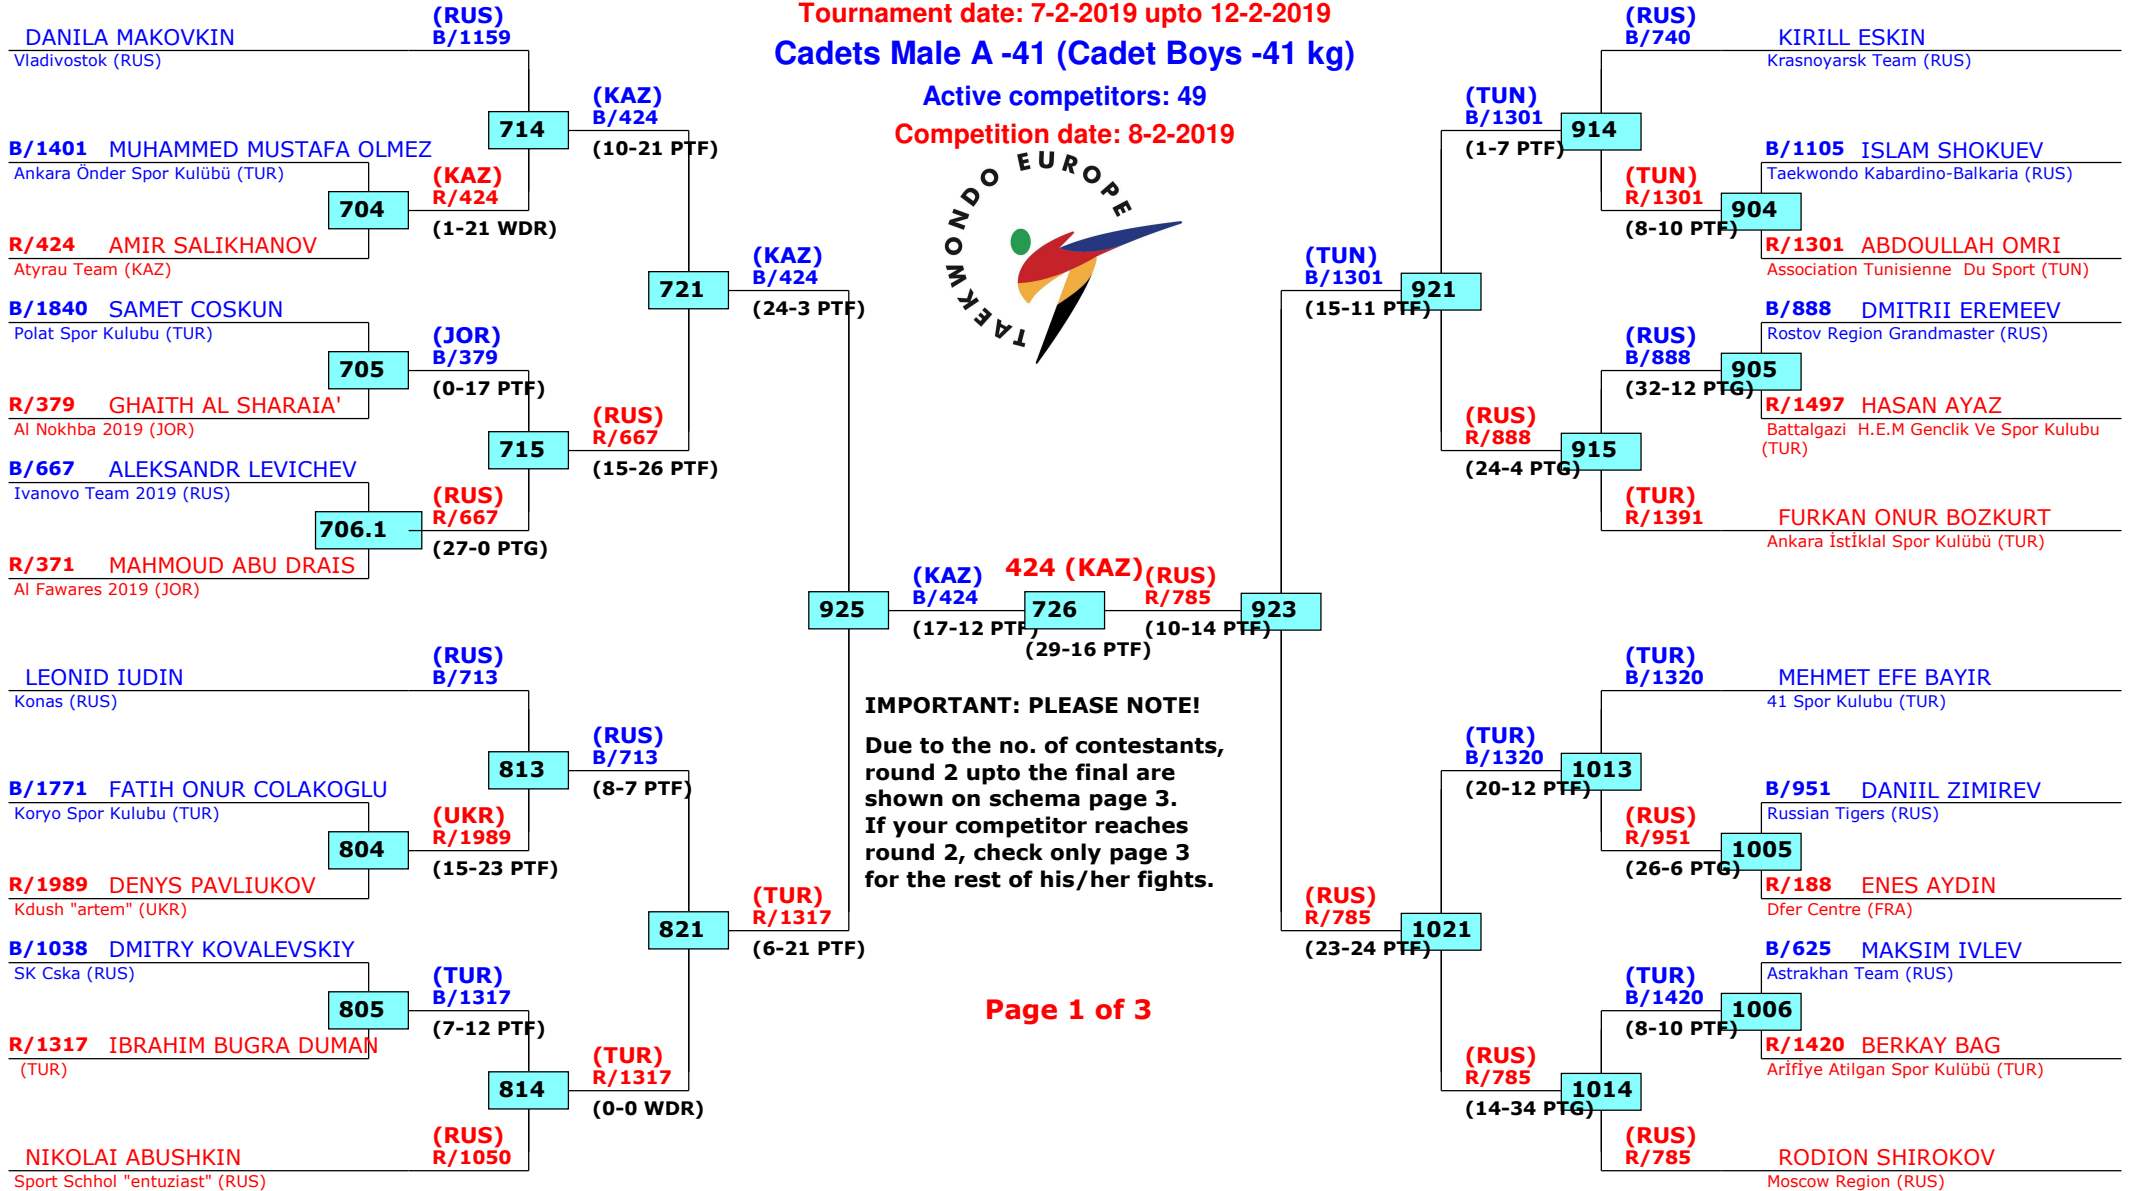 Tournament date: 7-2-2019 upto 12-2-2019
Cadets Male A -41 (Cadet Boys -41 kg)
Active competitors: 49
Competition date: 8-2-2019
TAEKWONDO EUROPE
(RUS)
DANILA MAKOVKIN B/1159
Vladivostok (RUS)
714
(KAZ)
B/424
(10-21 PTF)
B/1401 MUHAMMED MUSTAFA OLMEZ
Ankara Önder Spor Kulübü (TUR)
704
(KAZ)
R/424
(1-21 WDR)
R/424 AMIR SALIKHANOV
Atyrau Team (KAZ)
721
(KAZ)
B/424
(24-3 PTF)
B/1840 SAMET COSKUN
Polat Spor Kulubu (TUR)
705
(JOR)
B/379
(0-17 PTF)
R/379 GHAITH AL SHARAIA'
Al Nokhba 2019 (JOR)
715
(RUS)
R/667
(15-26 PTF)
B/667 ALEKSANDR LEVICHEV
Ivanovo Team 2019 (RUS)
706.1
(RUS)
R/667
(27-0 PTG)
R/371 MAHMOUD ABU DRAIS
Al Fawares 2019 (JOR)
925
(KAZ)
B/424
(17-12 PTF)
424 (KAZ)
726
(29-16 PTF)
(RUS)
R/785
(10-14 PTF)
923
(RUS)
LEONID IUDIN B/713
Konas (RUS)
813
(RUS)
B/713
(8-7 PTF)
B/1771 FATIH ONUR COLAKOGLU
Koryo Spor Kulubu (TUR)
804
(UKR)
R/1989
(15-23 PTF)
R/1989 DENYS PAVLIUKOV
Kdush "artem" (UKR)
821
(TUR)
R/1317
(6-21 PTF)
B/1038 DMITRY KOVALEVSKIY
SK Cska (RUS)
805
(TUR)
B/1317
(7-12 PTF)
R/1317 IBRAHIM BUGRA DUMAN
(TUR)
814
(TUR)
R/1317
(0-0 WDR)
(RUS)
NIKOLAI ABUSHKIN R/1050
Sport Schhol "entuziast" (RUS)
IMPORTANT: PLEASE NOTE!
Due to the no. of contestants,
round 2 upto the final are
shown on schema page 3.
If your competitor reaches
round 2, check only page 3
for the rest of his/her fights.
Page 1 of 3
(RUS)
B/740 KIRILL ESKIN
Krasnoyarsk Team (RUS)
(TUN)
B/1301
(1-7 PTF)
914
B/1105 ISLAM SHOKUEV
Taekwondo Kabardino-Balkaria (RUS)
(TUN)
R/1301
(8-10 PTF)
904
R/1301 ABDOULLAH OMRI
Association Tunisienne Du Sport (TUN)
(TUN)
B/1301
(15-11 PTF)
921
B/888 DMITRII EREMEEV
Rostov Region Grandmaster (RUS)
(RUS)
B/888
(32-12 PTG)
905
R/1497 HASAN AYAZ
Battalgazi H.E.M Genclik Ve Spor Kulubu
(TUR)
(RUS)
R/888
(24-4 PTG)
915
(TUR)
R/1391 FURKAN ONUR BOZKURT
Ankara İstİklal Spor Kulübü (TUR)
(TUR)
B/1320 MEHMET EFE BAYIR
41 Spor Kulubu (TUR)
(TUR)
B/1320
(20-12 PTF)
1013
B/951 DANIIL ZIMIREV
Russian Tigers (RUS)
(RUS)
R/951
(26-6 PTG)
1005
R/188 ENES AYDIN
Dfer Centre (FRA)
(RUS)
R/785
(23-24 PTF)
1021
B/625 MAKSIM IVLEV
Astrakhan Team (RUS)
(TUR)
B/1420
(8-10 PTF)
1006
R/1420 BERKAY BAG
Arİfİye Atilgan Spor Kulübü (TUR)
(RUS)
R/785
(14-34 PTG)
1014
(RUS)
R/785 RODION SHIROKOV
Moscow Region (RUS)